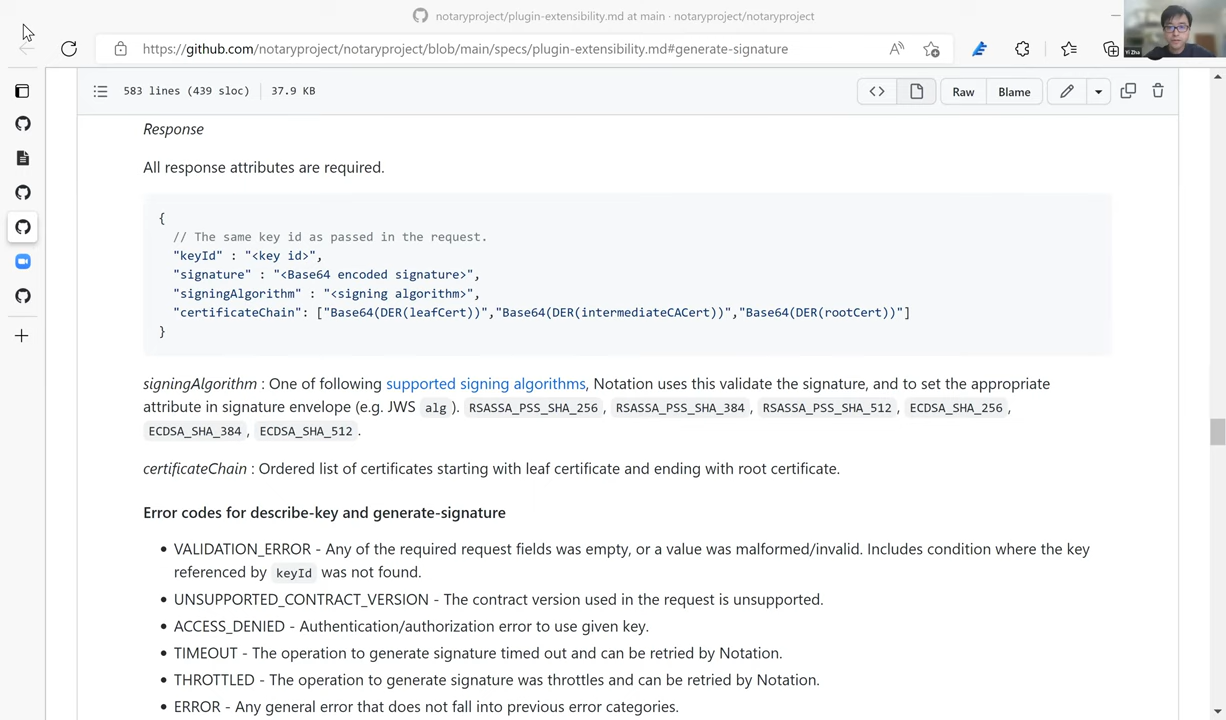 notaryproject/plugin-extensibility.md at main · notaryproject/notaryproject
https://github.com/notaryproject/notaryproject/blob/main/specs/plugin-extensibility.md#generate-signature
Yi Zha
583 lines (439 sloc) 37.9 KB
Raw
Blame
Response
All response attributes are required.
{
// The same key id as passed in the request.
"keyId" : "<key id>",
"signature" : "<Base64 encoded signature>",
"signingAlgorithm" : "<signing algorithm>",
"certificateChain": ["Base64(DER(leafCert))","Base64(DER(intermediateCACert))","Base64(DER(rootCert))"]
}
signingAlgorithm : One of following supported signing algorithms, Notation uses this validate the signature, and to set the appropriate
attribute in signature envelope (e.g. JWS alg ). RSASSA_PSS_SHA_256 , RSASSA_PSS_SHA_384 , RSASSA_PSS_SHA_512 , ECDSA_SHA_256 ,
ECDSA_SHA_384 , ECDSA_SHA_512 .
certificateChain : Ordered list of certificates starting with leaf certificate and ending with root certificate.
Error codes for describe-key and generate-signature
• VALIDATION_ERROR - Any of the required request fields was empty, or a value was malformed/invalid. Includes condition where the key
referenced by keyId was not found.
• UNSUPPORTED_CONTRACT_VERSION - The contract version used in the request is unsupported.
• ACCESS_DENIED - Authentication/authorization error to use given key.
• TIMEOUT - The operation to generate signature timed out and can be retried by Notation.
• THROTTLED - The operation to generate signature was throttles and can be retried by Notation.
• ERROR - Any general error that does not fall into previous error categories.